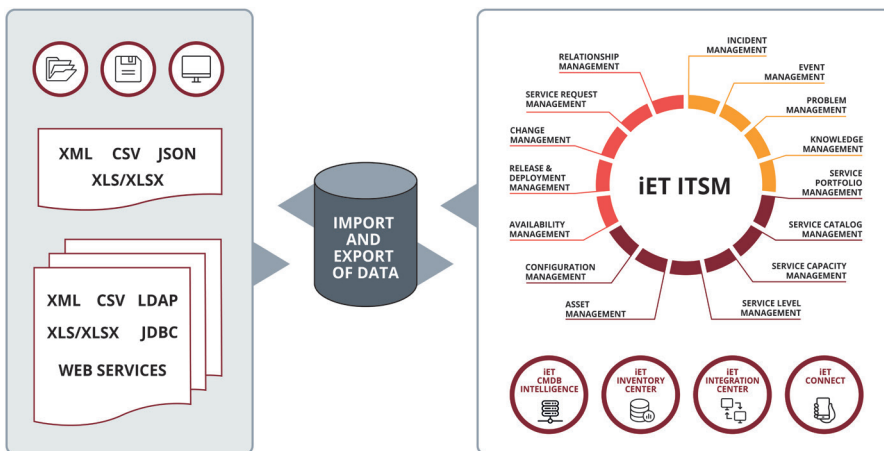 XML CSV JSON
XLS/XLSX
XML CSV LDAP
XLS/XLSX JDBC
WEB SERVICES
IMPORT
AND
EXPORT
OF DATA
INCIDENT
MANAGEMENT
EVENT
MANAGEMENT
PROBLEM
MANAGEMENT
KNOWLEDGE
MANAGEMENT
SERVICE
PORTFOLIO
MANAGEMENT
SERVICE CATALOG
MANAGEMENT
SERVICE CAPACITY
MANAGEMENT
SERVICE LEVEL
MANAGEMENT
ASSET
MANAGEMENT
CONFIGURATION
MANAGEMENT
AVAILABILITY
MANAGEMENT
RELEASE &
DEPLOYMENT
MANAGEMENT
CHANGE
MANAGEMENT
SERVICE REQUEST
MANAGEMENT
RELATIONSHIP
MANAGEMENT
iET ITSM
iET
CMDB
INTELLIGENCE
iET
INVENTORY
CENTER
iET
INTEGRATION
CENTER
iET
CONNECT